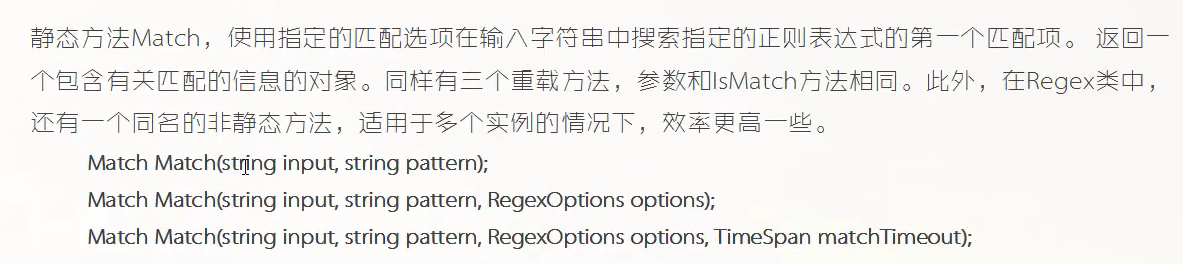 静态方法Match，使用指定的匹配选项在输入字符串中搜索指定的正则表达式的第一个匹配项。 返回一
个包含有关匹配的信息的对象。同样有三个重载方法，参数和IsMatch方法相同。此外，在Regex类中，
还有一个同名的非静态方法，适用于多个实例的情况下，效率更高一些。
Match Match(string input, string pattern);
Match Match(string input, string pattern, RegexOptions options);
Match Match(string input, string pattern, RegexOptions options, TimeSpan matchTimeout);